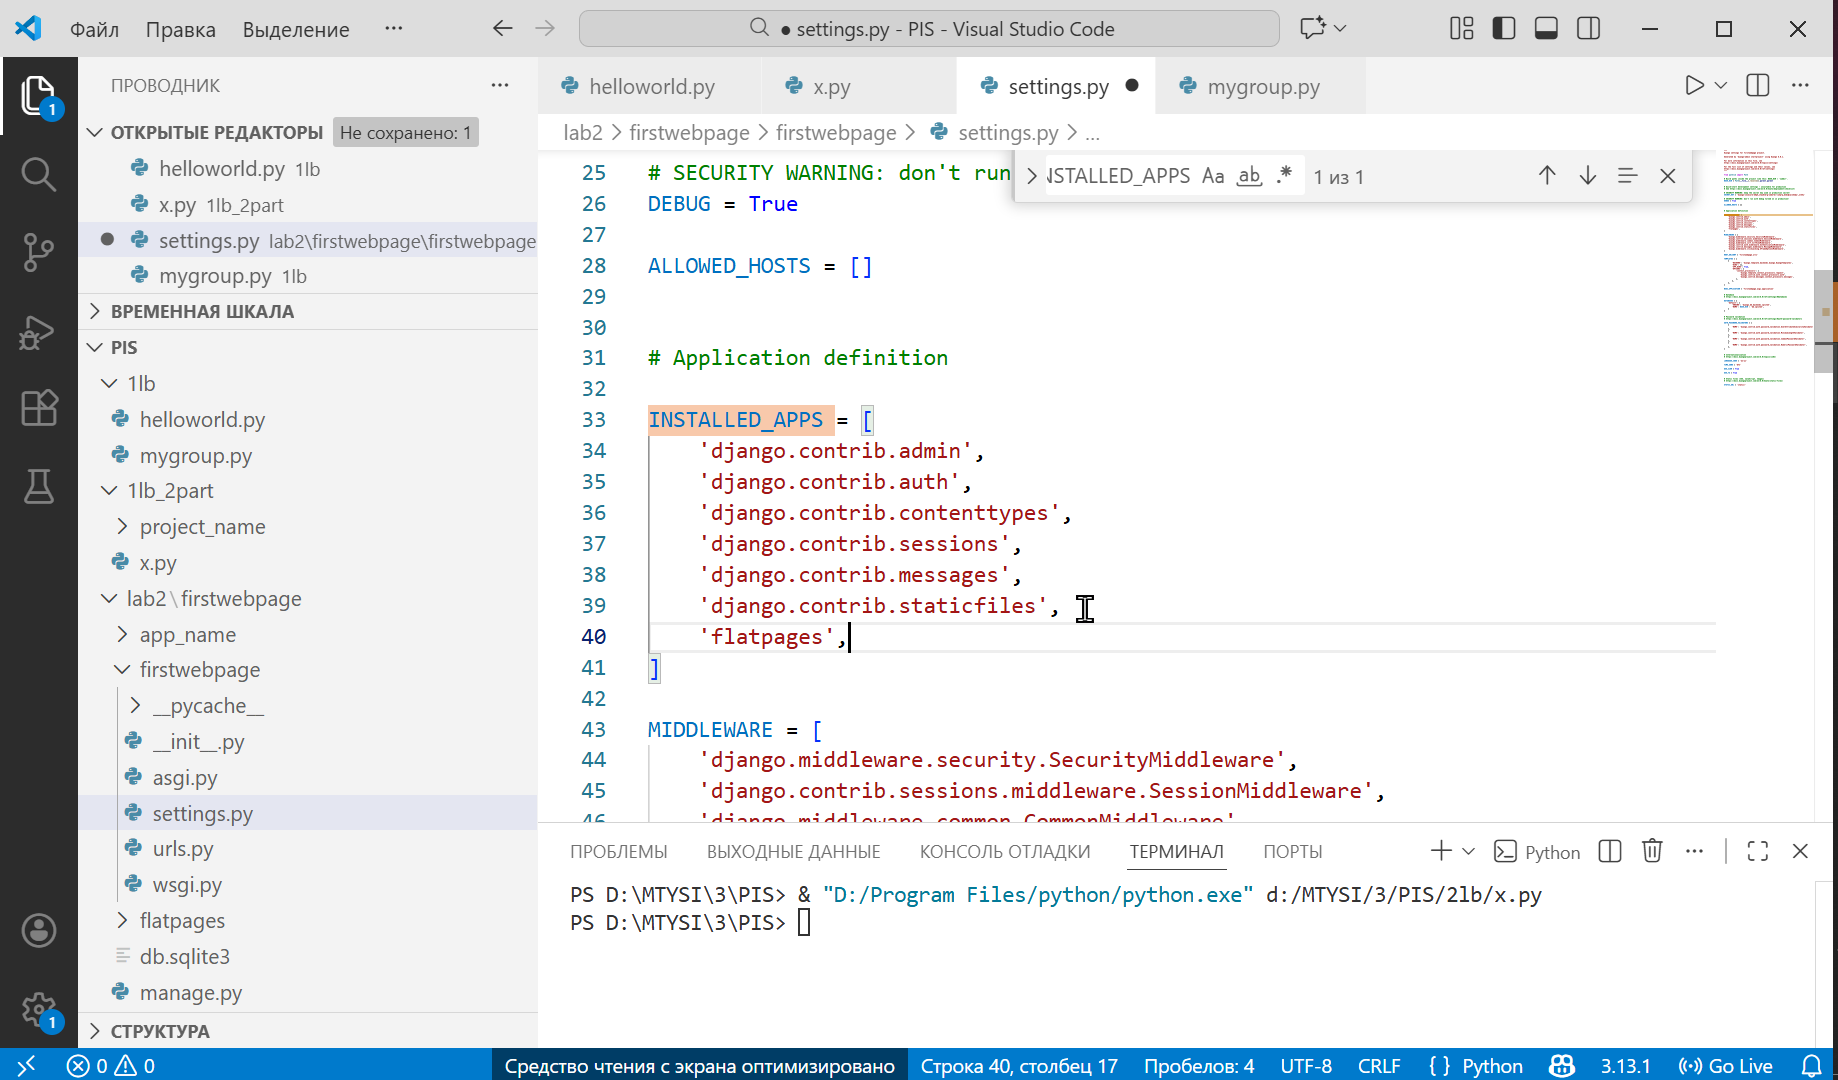 Файл Правка Выделение ···
● settings.py - PIS - Visual Studio Code
ПРОВОДНИК
ОТКРЫТЫЕ РЕДАКТОРЫ Не сохранено: 1
helloworld.py 1lb
x.py 1lb_2part
settings.py lab2\firstwebpage\firstwebpage
mygroup.py 1lb
ВРЕМЕННАЯ ШКАЛА
PIS
1lb
helloworld.py
mygroup.py
1lb_2part
project_name
x.py
lab2\firstwebpage
app_name
firstwebpage
__pycache__
__init__.py
asgi.py
settings.py
urls.py
wsgi.py
flatpages
db.sqlite3
manage.py
СТРУКТУРА
1
1
helloworld.py
x.py
settings.py
mygroup.py
lab2 > firstwebpage > firstwebpage > settings.py > ...
NSTALLED_APPS Aa ab .* 1 из 1
25 # SECURITY WARNING: don't run
26 DEBUG = True
27
28 ALLOWED_HOSTS = []
29
30
31 # Application definition
32
33 INSTALLED_APPS = [
34 'django.contrib.admin',
35 'django.contrib.auth',
36 'django.contrib.contenttypes',
37 'django.contrib.sessions',
38 'django.contrib.messages',
39 'django.contrib.staticfiles',
40 'flatpages',
41 ]
42
43 MIDDLEWARE = [
44 'django.middleware.security.SecurityMiddleware',
45 'django.contrib.sessions.middleware.SessionMiddleware',
46 'django.middleware.common.CommonMiddleware'
ПРОБЛЕМЫ ВЫХОДНЫЕ ДАННЫЕ КОНСОЛЬ ОТЛАДКИ ТЕРМИНАЛ ПОРТЫ
Python
PS D:\MTYSI\3\PIS> & "D:/Program Files/python/python.exe" d:/MTYSI/3/PIS/2lb/x.py
PS D:\MTYSI\3\PIS>
0 0 Средство чтения с экрана оптимизировано Строка 40, столбец 17 Пробелов: 4 UTF-8 CRLF { } Python 3.13.1 Go Live